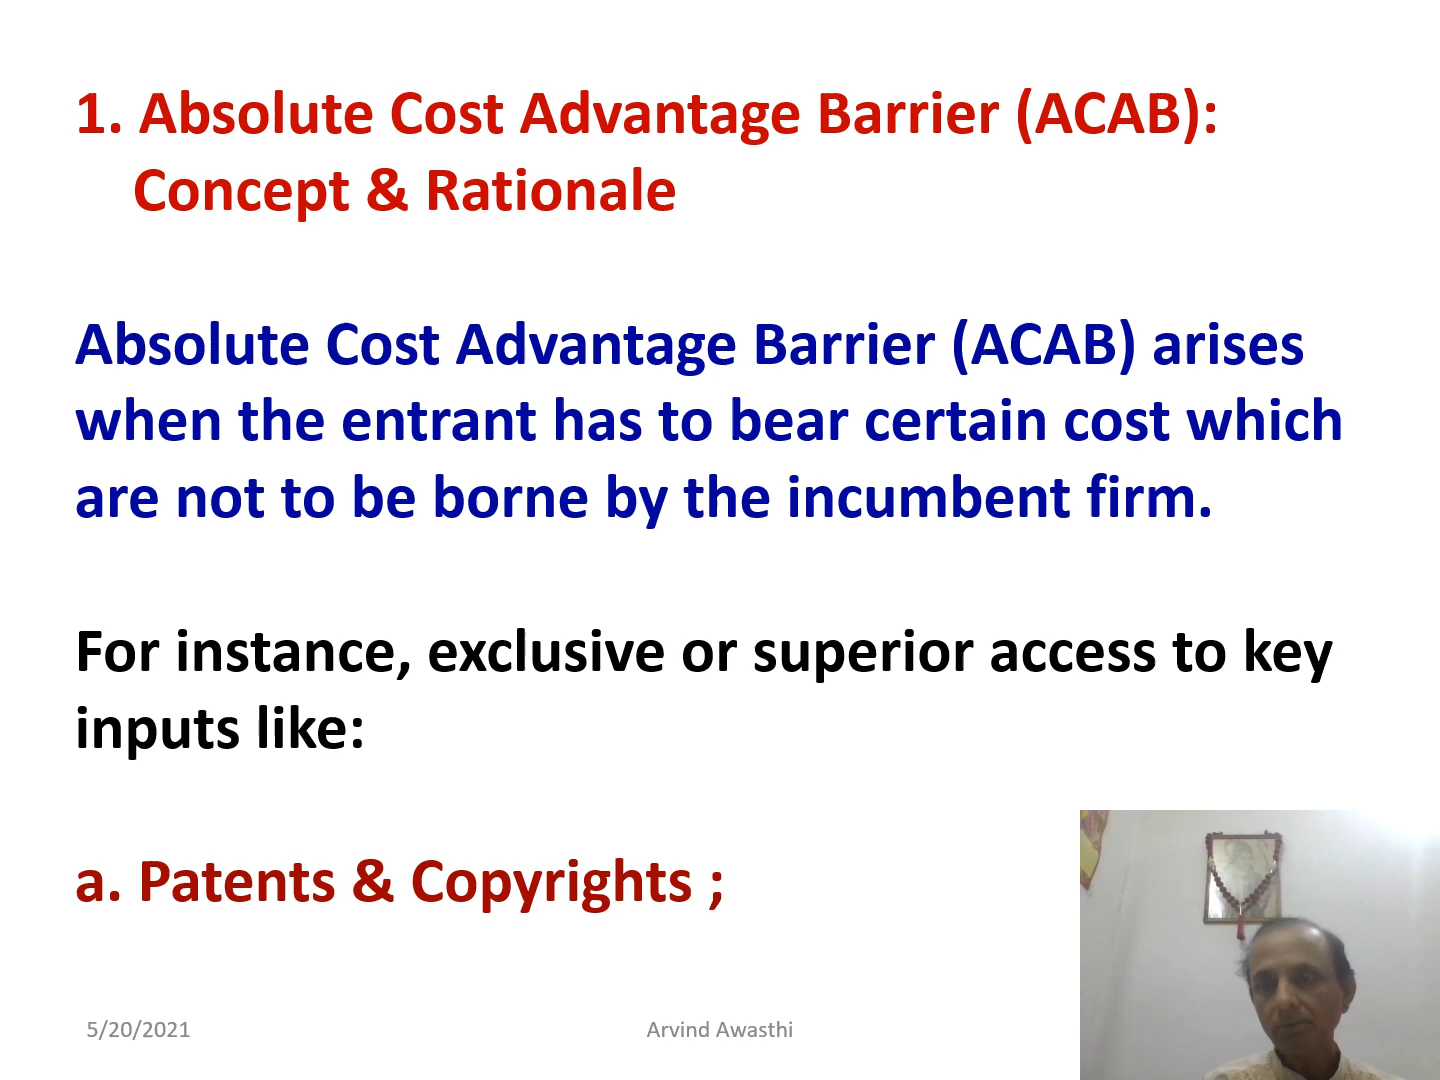 1. Absolute Cost Advantage Barrier (ACAB):
Concept & Rationale
Absolute Cost Advantage Barrier (ACAB) arises
when the entrant has to bear certain cost which
are not to be borne by the incumbent firm.
For instance, exclusive or superior access to key
inputs like:
a. Patents & Copyrights ;
5/20/2021
Arvind Awasthi